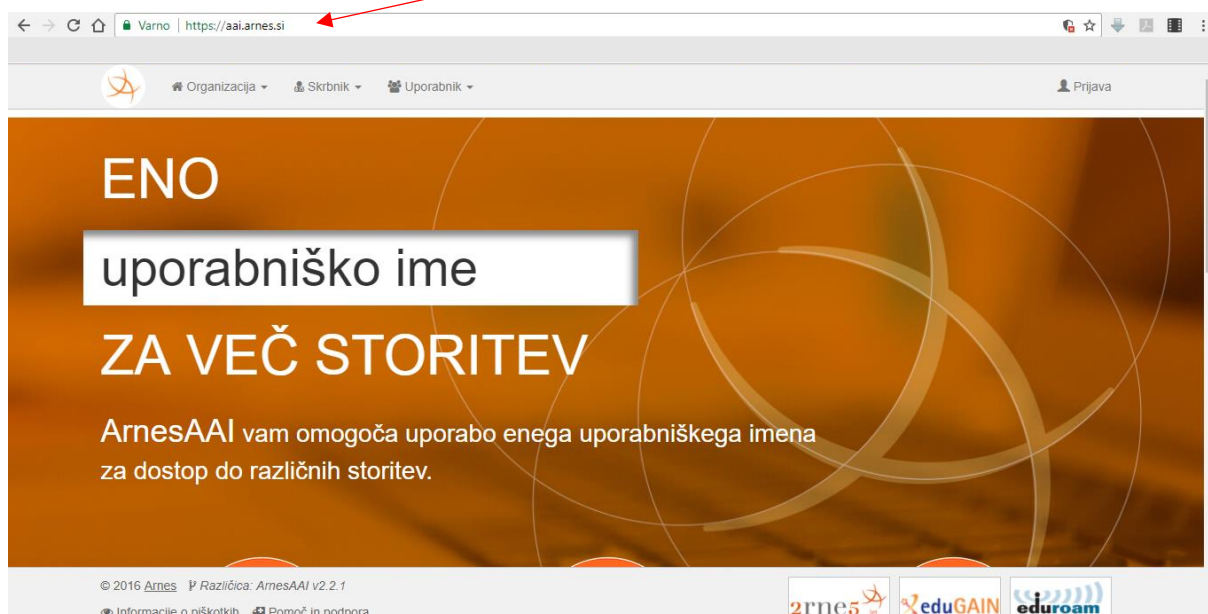 Varno | https://aai.arnes.si
Organizacija Skrbnik Uporabnik Prijava
ENO
uporabniško ime
ZA VEČ STORITEV
ArnesAAI vam omogoča uporabo enega uporabniškega imena
za dostop do različnih storitev.
© 2016 Arnes Različica: ArnesAAI v2.2.1
Informacije o piškotkih Pomoč in podpora
arnes eduGAIN eduroam